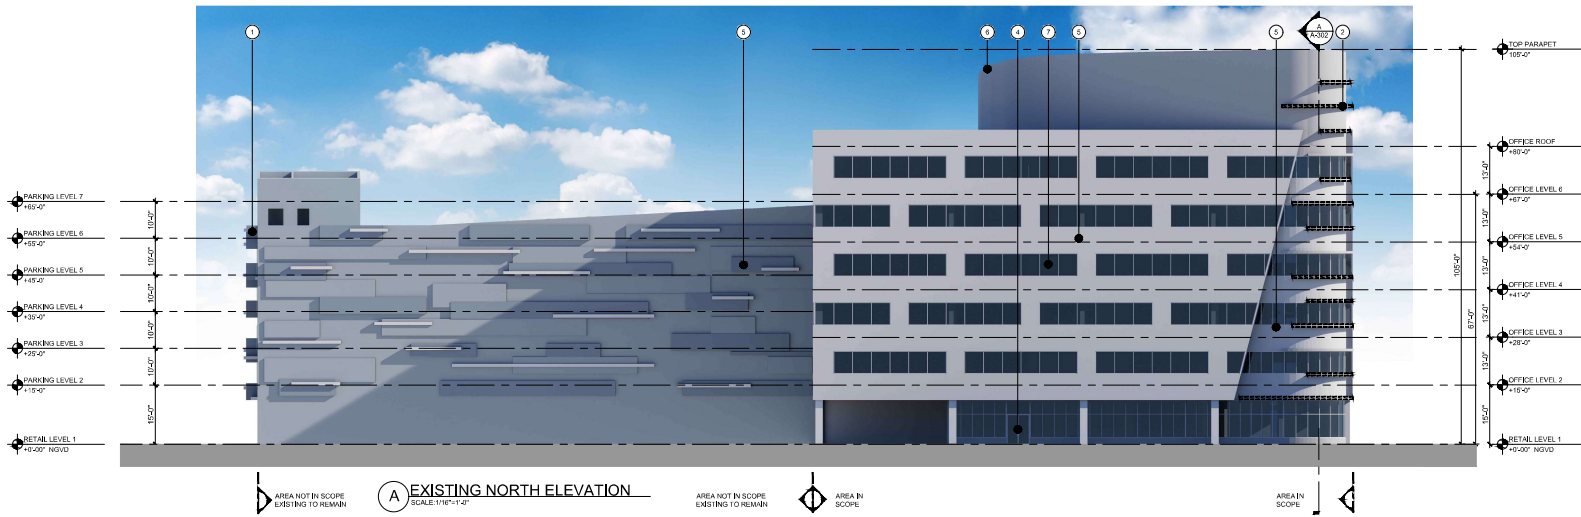 1
5
6
4
7
5
5
A
A-302
2
TOP PARAPET
105'-0"
OFFICE ROOF
+80'-0"
13'-0"
OFFICE LEVEL 6
+67'-0"
13'-0"
OFFICE LEVEL 5
+54'-0'
105'-0"
13'-0"
OFFICE LEVEL 4
+41'-0"
67'-0"
13'-0"
OFFICE LEVEL 3
+28'-0"
13'-0"
OFFICE LEVEL 2
+15'-0"
15'-0"
RETAIL LEVEL 1
+0'-00" NGVD
PARKING LEVEL 7
+65'-0"
10'-0"
PARKING LEVEL 6
+55'-0"
10'-0"
PARKING LEVEL 5
+45'-0'
10'-0"
PARKING LEVEL 4
+35'-0"
10'-0"
PARKING LEVEL 3
+25'-0"
10'-0"
PARKING LEVEL 2
+15'-0"
15'-0"
RETAIL LEVEL 1
+0'-00" NGVD
AREA NOT IN SCOPE
EXISTING TO REMAIN
A
EXISTING NORTH ELEVATION
SCALE:1/16"=1'-0"
AREA NOT IN SCOPE
EXISTING TO REMAIN
AREA IN
SCOPE
AREA IN
SCOPE